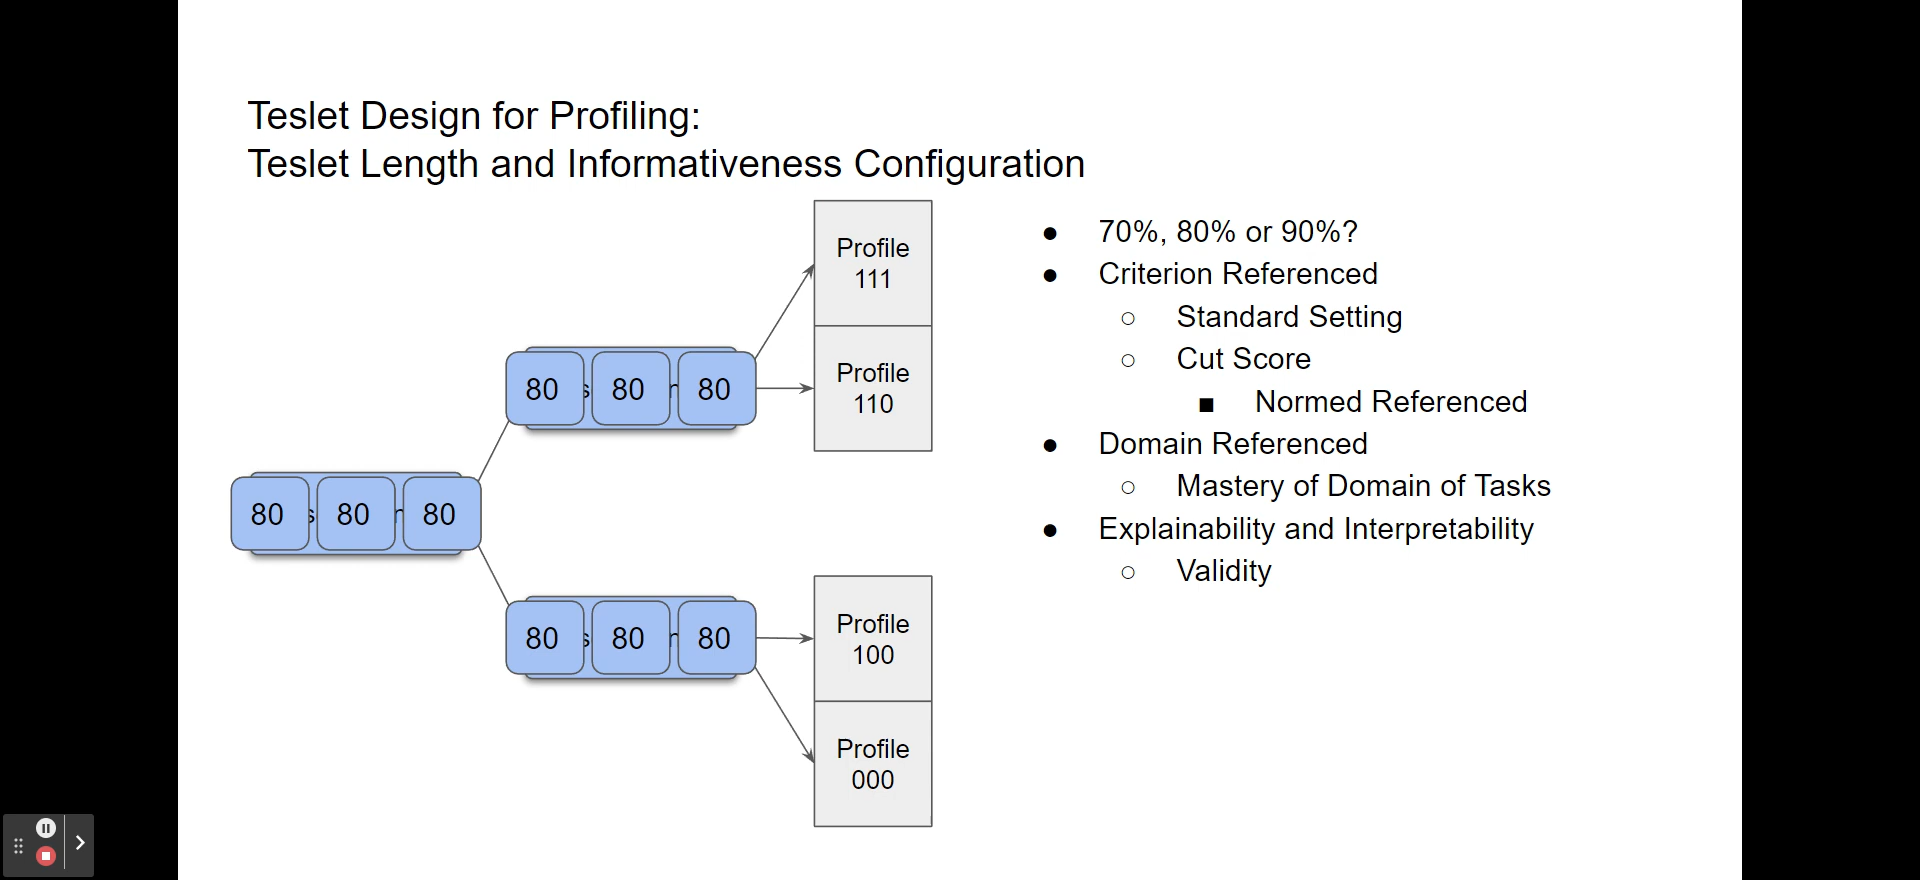 Teslet Design for Profiling:
Teslet Length and Informativeness Configuration
Profile
111
Profile
110
80 80 80
80 80 80
80 80 80
Profile
100
Profile
000
● 70%, 80% or 90%?
● Criterion Referenced
○ Standard Setting
○ Cut Score
■ Normed Referenced
● Domain Referenced
○ Mastery of Domain of Tasks
● Explainability and Interpretability
○ Validity